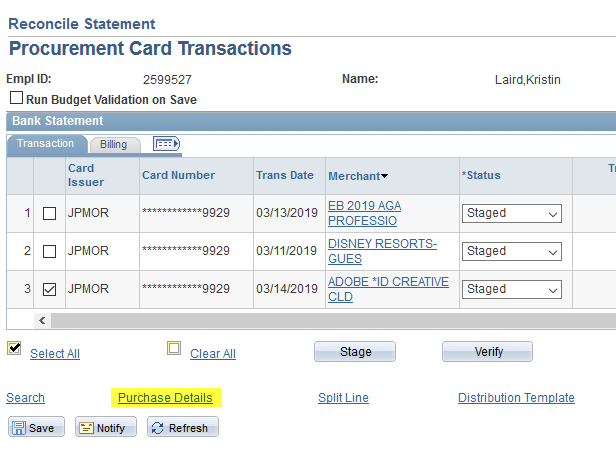 Reconcile Statement
Procurement Card Transactions
Empl ID: 2599527 Name: Laird,Kristin
Run Budget Validation on Save
Bank Statement
Transaction Billing
Card Issuer Card Number Trans Date Merchant *Status Tr
1 JPMOR ************9929 03/13/2019 EB 2019 AGA PROFESSIO Staged
2 JPMOR ************9929 03/11/2019 DISNEY RESORTS-GUES Staged
3 JPMOR ************9929 03/14/2019 ADOBE *ID CREATIVE CLD Staged
Select All Clear All Stage Verify
Search Purchase Details Split Line Distribution Template
Save Notify Refresh